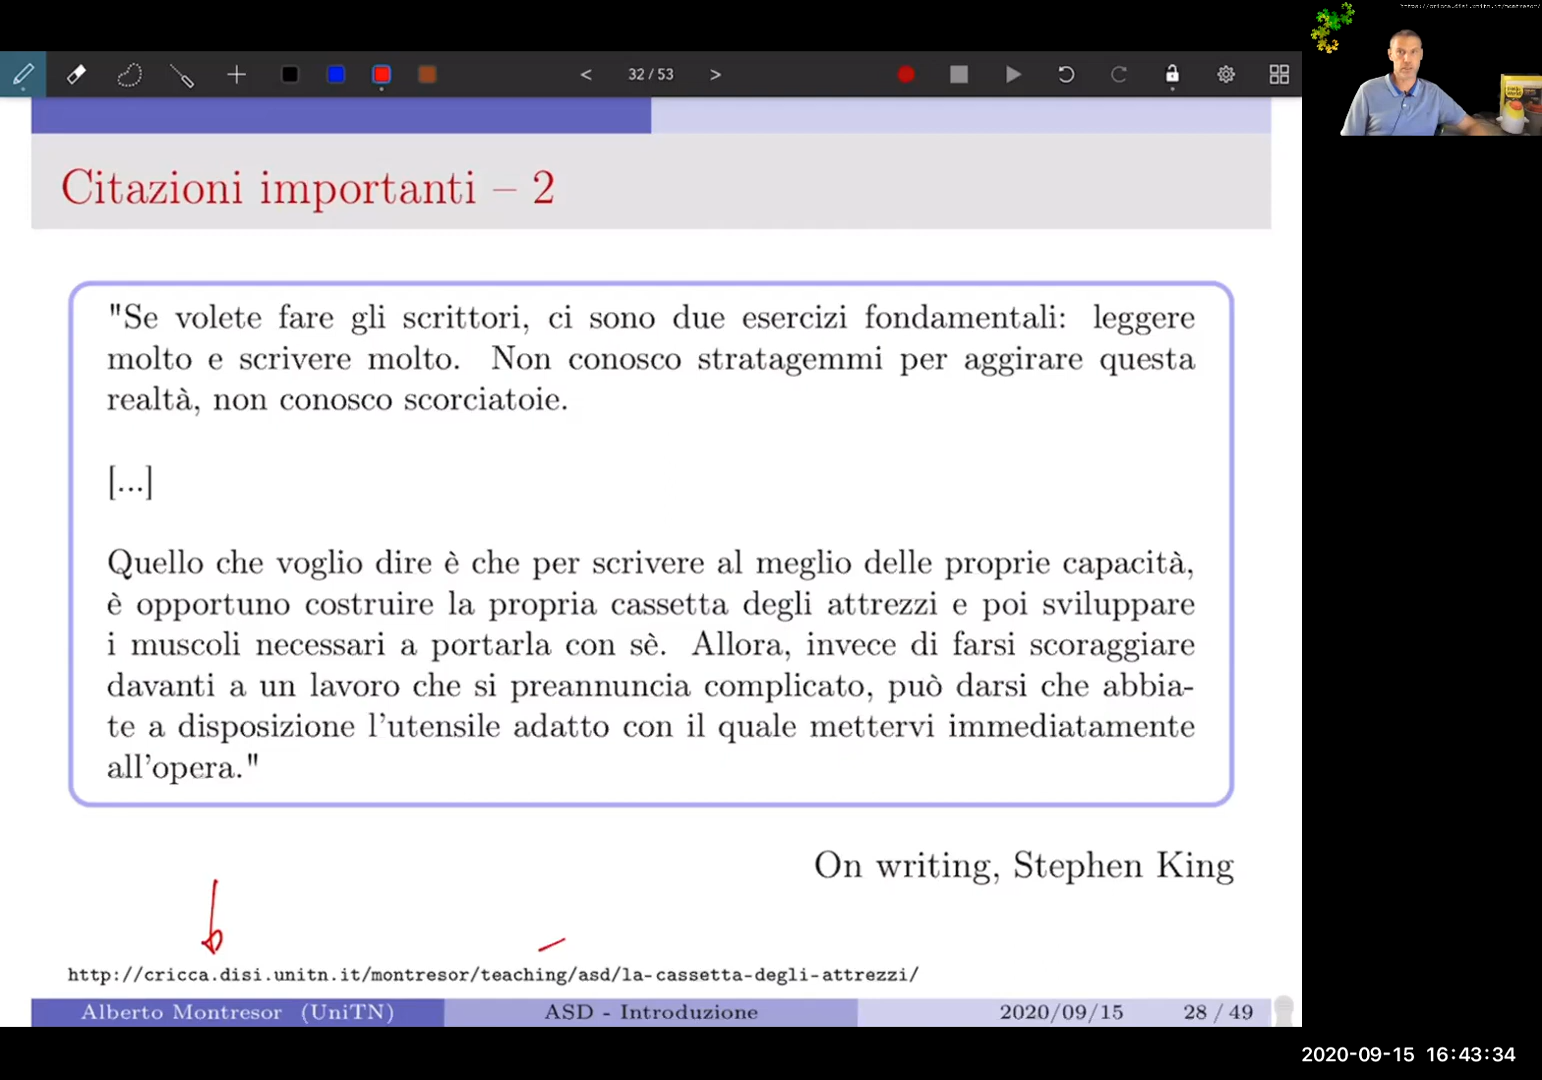 https://cricca.disi.unitn.it/montresor/
32 / 53
Citazioni importanti – 2
"Se volete fare gli scrittori, ci sono due esercizi fondamentali: leggere
molto e scrivere molto. Non conosco stratagemmi per aggirare questa
realtà, non conosco scorciatoie.
[...]
Quello che voglio dire è che per scrivere al meglio delle proprie capacità,
è opportuno costruire la propria cassetta degli attrezzi e poi sviluppare
i muscoli necessari a portarla con sè. Allora, invece di farsi scoraggiare
davanti a un lavoro che si preannuncia complicato, può darsi che abbia-
te a disposizione l'utensile adatto con il quale mettervi immediatamente
all'opera."
On writing, Stephen King
http://cricca.disi.unitn.it/montresor/teaching/asd/la-cassetta-degli-attrezzi/
Alberto Montresor (UniTN) ASD - Introduzione 2020/09/15 28 / 49
2020-09-15 16:43:34